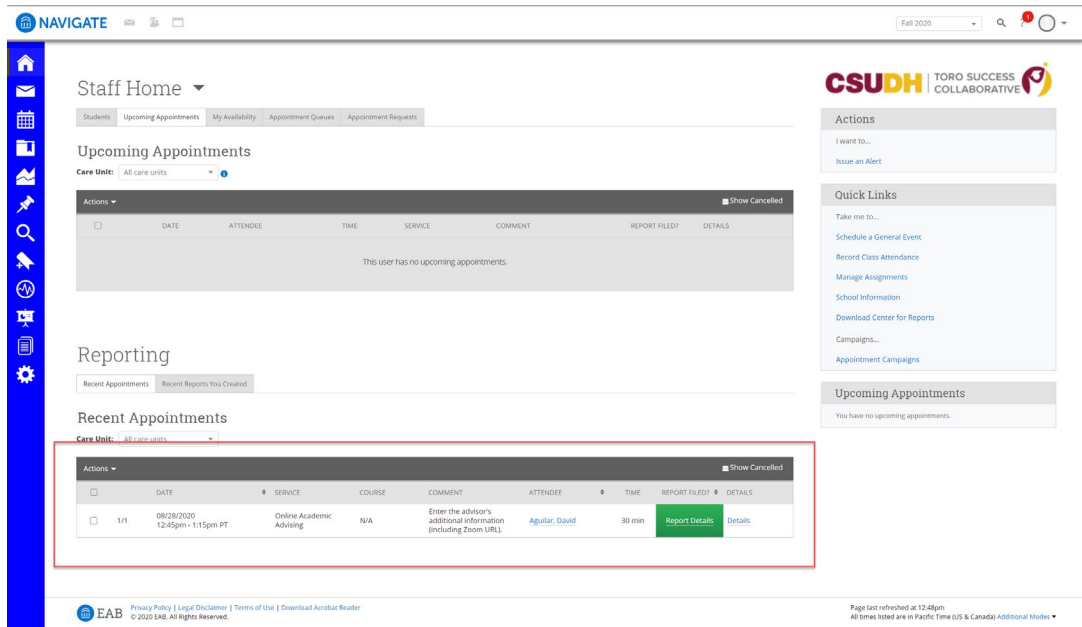 NAVIGATE
Fall 2020
1
Staff Home
Students Upcoming Appointments My Availability Appointment Queues Appointment Requests
Upcoming Appointments
Care Unit: All care units
Actions Show Cancelled
DATE ATTENDEE TIME SERVICE COMMENT REPORT FILED? DETAILS
This user has no upcoming appointments.
Reporting
Recent Appointments Recent Reports You Created
Recent Appointments
Care Unit: All care units
Actions Show Cancelled
DATE SERVICE COURSE COMMENT ATTENDEE TIME REPORT FILED? DETAILS
1/1 08/28/2020 12:45pm - 1:15pm PT Online Academic Advising N/A Enter the advisor's additional information (including Zoom URL). Aguilar, David 30 min Report Details Details
CSUDH TORO SUCCESS COLLABORATIVE
Actions
I want to...
Issue an Alert
Quick Links
Take me to...
Schedule a General Event
Record Class Attendance
Manage Assignments
School Information
Download Center for Reports
Campaigns...
Appointment Campaigns
Upcoming Appointments
You have no upcoming appointments.
EAB
Privacy Policy | Legal Disclaimer | Terms of Use | Download Acrobat Reader
© 2020 EAB. All Rights Reserved.
Page last refreshed at 12:48pm
All times listed are in Pacific Time (US & Canada) Additional Modes